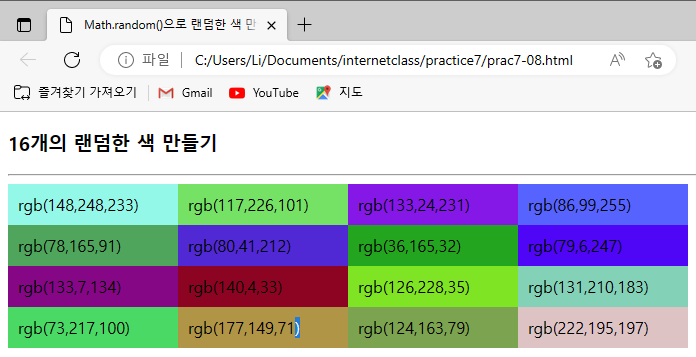 Math.random()으로 랜덤한 색 만
파일 C:/Users/Li/Documents/internetclass/practice7/prac7-08.html
즐겨찾기 가져오기 Gmail YouTube 지도
16개의 랜덤한 색 만들기
rgb(148,248,233) rgb(117,226,101) rgb(133,24,231) rgb(86,99,255)
rgb(78,165,91) rgb(80,41,212) rgb(36,165,32) rgb(79,6,247)
rgb(133,7,134) rgb(140,4,33) rgb(126,228,35) rgb(131,210,183)
rgb(73,217,100) rgb(177,149,71) rgb(124,163,79) rgb(222,195,197)